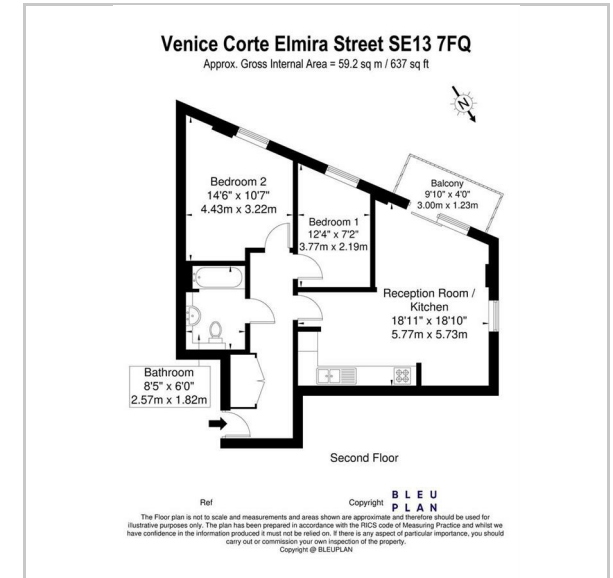 Venice Corte Elmira Street SE13 7FQ
Approx. Gross Internal Area = 59.2 sq m / 637 sq ft
N
Bedroom 2
14'6" x 10'7"
4.43m x 3.22m
Bedroom 1
12'4" x 7'2"
3.77m x 2.19m
Balcony
9'10" x 4'0"
3.00m x 1.23m
Reception Room /
Kitchen
18'11" x 18'10"
5.77m x 5.73m
Bathroom
8'5" x 6'0"
2.57m x 1.82m
Second Floor
Ref
Copyright
BLEU
PLAN
The Floor plan is not to scale and measurements and areas shown are approximate and therefore should be used for
illustrative purposes only. The plan has been prepared in accordance with the RICS code of Measuring Practice and whilst we
have confidence in the information produced it must not be relied on. If there is any aspect of particular importance, you should
carry out or commission your own inspection of the property.
Copyright @ BLEUPLAN